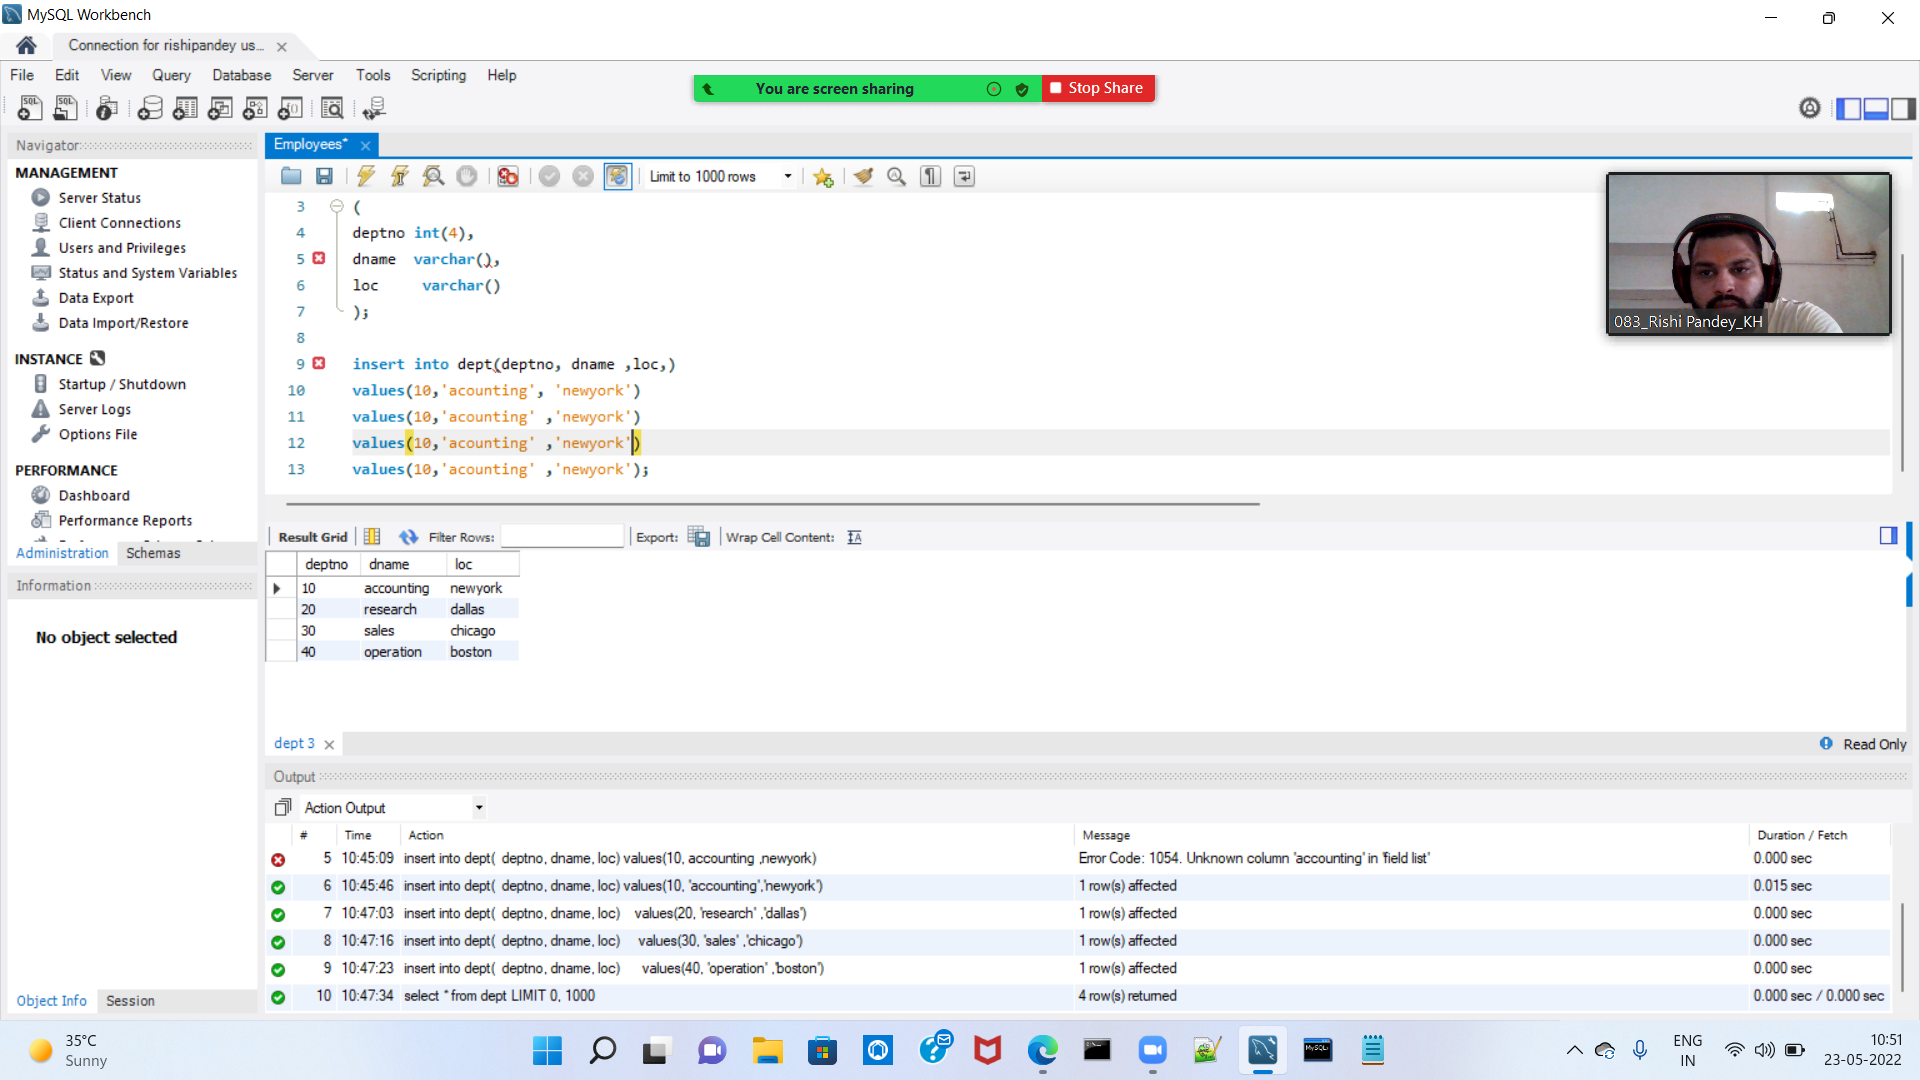 MySQL Workbench
Connection for rishipandey us...
File Edit View Query Database Server Tools Scripting Help
You are screen sharing
Stop Share
Navigator
MANAGEMENT
Server Status
Client Connections
Users and Privileges
Status and System Variables
Data Export
Data Import/Restore
INSTANCE
Startup / Shutdown
Server Logs
Options File
PERFORMANCE
Dashboard
Performance Reports
Administration Schemas
Information
No object selected
Object Info Session
Employees*
Limit to 1000 rows
3 (
4 deptno int(4),
5 dname varchar(),
6 loc varchar()
7 );
8
9 insert into dept(deptno, dname ,loc,)
10 values(10,'acounting', 'newyork')
11 values(10,'acounting' ,'newyork')
12 values(10,'acounting' ,'newyork')
13 values(10,'acounting' ,'newyork');
083_Rishi Pandey_KH
Result Grid Filter Rows: Export: Wrap Cell Content:
deptno dname loc
10 accounting newyork
20 research dallas
30 sales chicago
40 operation boston
dept 3
Read Only
Output
Action Output
# Time Action Message Duration / Fetch
5 10:45:09 insert into dept( deptno, dname, loc) values(10, accounting ,newyork) Error Code: 1054. Unknown column 'accounting' in 'field list' 0.000 sec
6 10:45:46 insert into dept( deptno, dname, loc) values(10, 'accounting','newyork') 1 row(s) affected 0.015 sec
7 10:47:03 insert into dept( deptno, dname, loc) values(20, 'research' ,'dallas') 1 row(s) affected 0.000 sec
8 10:47:16 insert into dept( deptno, dname, loc) values(30, 'sales' ,'chicago') 1 row(s) affected 0.000 sec
9 10:47:23 insert into dept( deptno, dname, loc) values(40, 'operation' ,'boston') 1 row(s) affected 0.000 sec
10 10:47:34 select * from dept LIMIT 0, 1000 4 row(s) returned 0.000 sec / 0.000 sec
35°C
Sunny
ENG
IN
10:51
23-05-2022